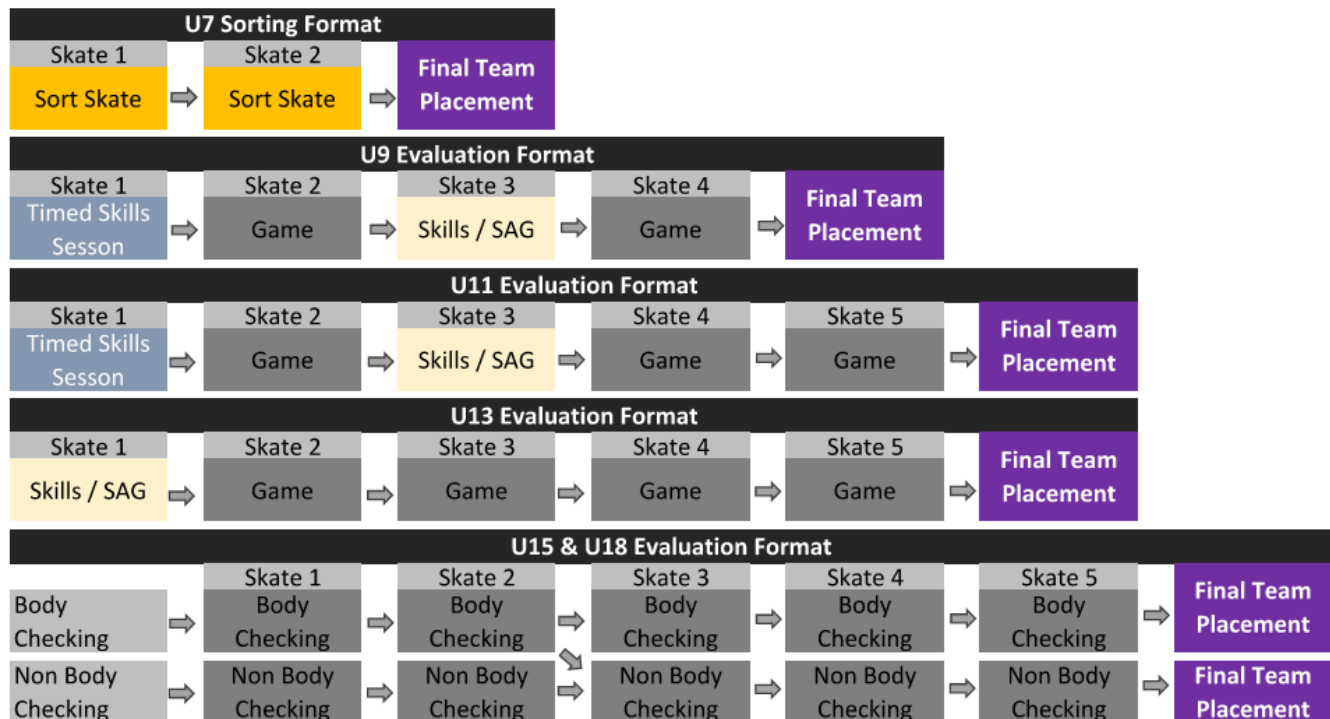 U7 Sorting Format
Skate 1
Skate 2
Sort Skate
Sort Skate
Final Team
Placement
U9 Evaluation Format
Skate 1
Skate 2
Skate 3
Skate 4
Timed Skills
Sesson
Game
Skills / SAG
Game
Final Team
Placement
U11 Evaluation Format
Skate 1
Skate 2
Skate 3
Skate 4
Skate 5
Timed Skills
Sesson
Game
Skills / SAG
Game
Game
Final Team
Placement
U13 Evaluation Format
Skate 1
Skate 2
Skate 3
Skate 4
Skate 5
Skills / SAG
Game
Game
Game
Game
Final Team
Placement
U15 & U18 Evaluation Format
Skate 1
Skate 2
Skate 3
Skate 4
Skate 5
Body
Checking
Body
Checking
Body
Checking
Body
Checking
Body
Checking
Body
Checking
Final Team
Placement
Non Body
Checking
Non Body
Checking
Non Body
Checking
Non Body
Checking
Non Body
Checking
Non Body
Checking
Final Team
Placement